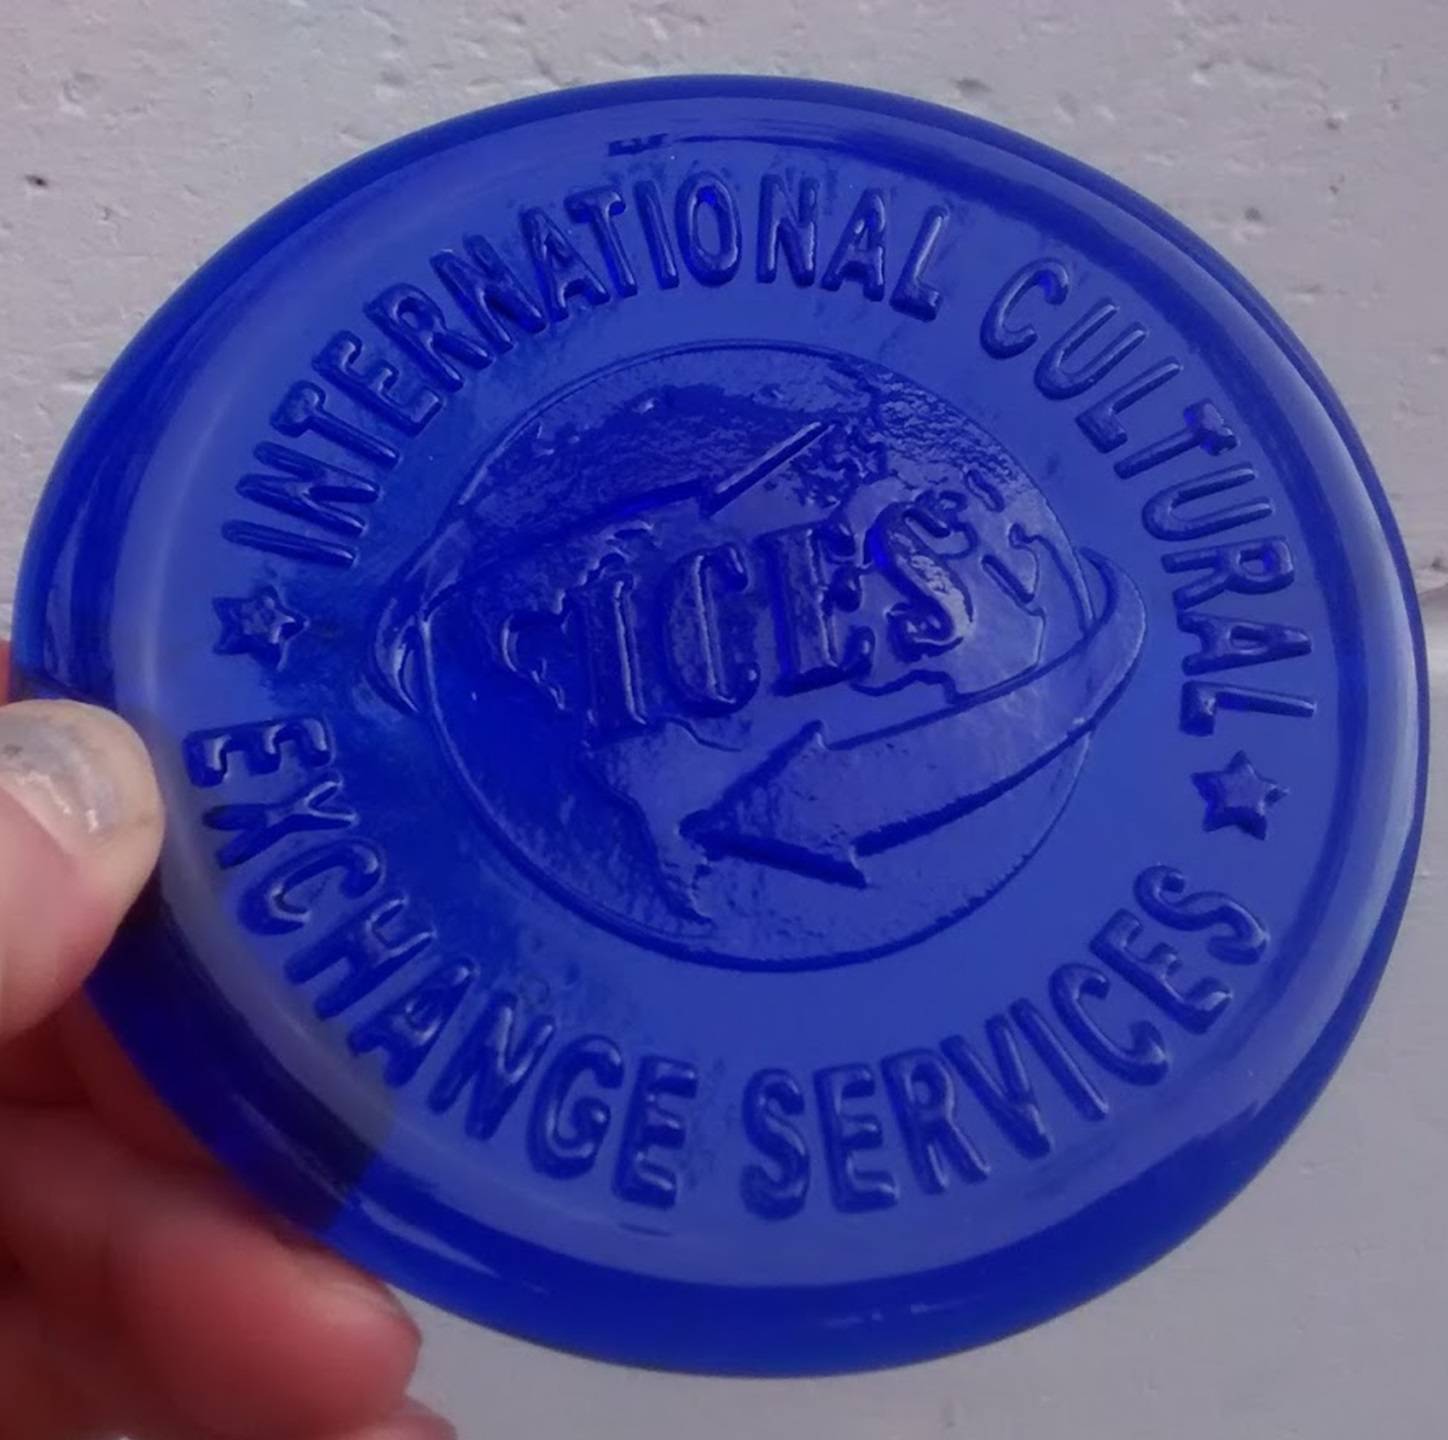 INTERNATIONAL CULTURAL
ICES
EXCHANGE SERVICES